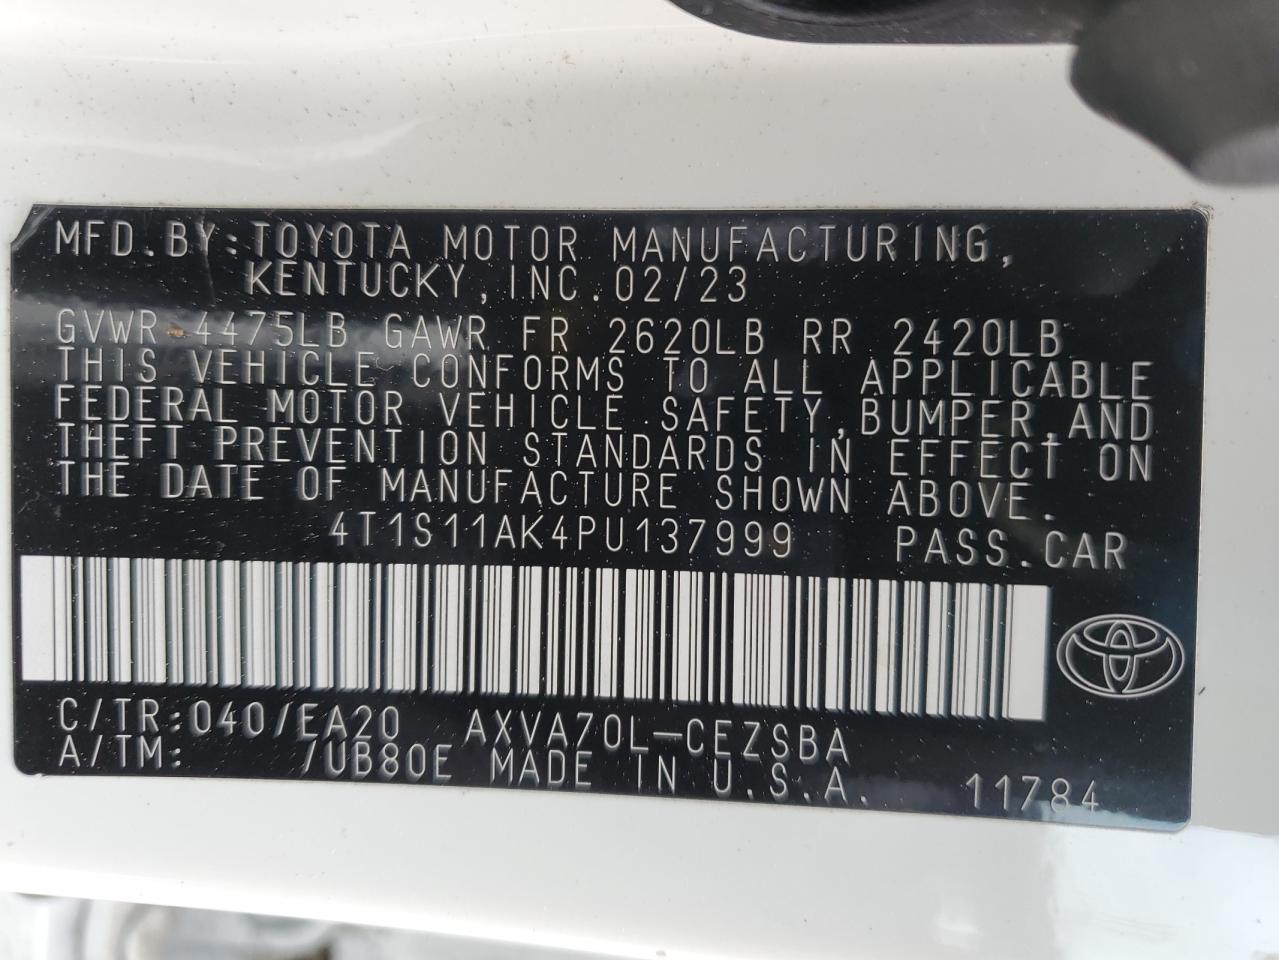 MFD.BY:TOYOTA MOTOR MANUFACTURING,
KENTUCKY,INC.02/23
GVWR 4475LB GAWR FR 2620LB RR 2420LB
THIS VEHICLE CONFORMS TO ALL APPLICABLE
FEDERAL MOTOR VEHICLE SAFETY,BUMPER,AND
THEFT PREVENTION STANDARDS IN EFFECT ON
THE DATE OF MANUFACTURE SHOWN ABOVE.
4T1S11AK4PU137999 PASS.CAR
C/TR:040/EA20 AXVA70L-CEZSBA
A/TM: /UB80E MADE IN U.S.A. 11784